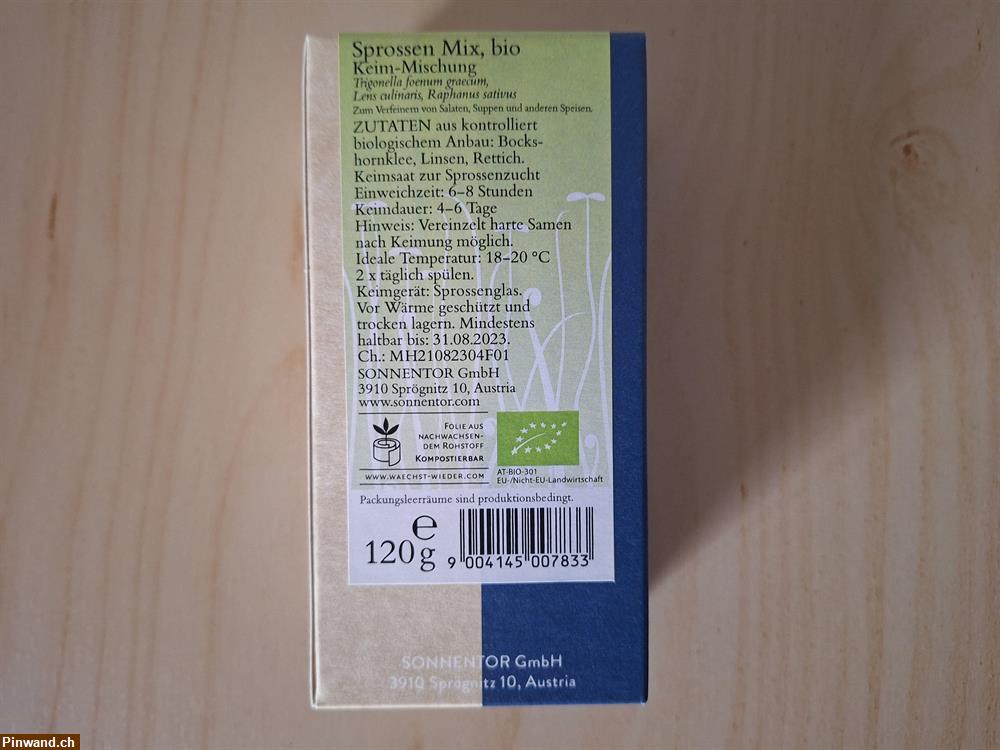 Sprossen Mix, bio
Keim-Mischung
Trigonella foenum graecum,
Lens culinaris, Raphanus sativus
Zum Verfeinern von Salaten, Suppen und anderen Speisen.
ZUTATEN aus kontrolliert
biologischem Anbau: Bocks-
hornklee, Linsen, Rettich.
Keimsaat zur Sprossenzucht
Einweichzeit: 6–8 Stunden
Keimdauer: 4–6 Tage
Hinweis: Vereinzelt harte Samen
nach Keimung möglich.
Ideale Temperatur: 18–20 °C
2 x täglich spülen.
Keimgerät: Sprossenglas.
Vor Wärme geschützt und
trocken lagern. Mindestens
haltbar bis: 31.08.2023.
Ch.: MH21082304F01
SONNENTOR GmbH
3910 Sprögnitz 10, Austria
www.sonnentor.com
FOLIE AUS
NACHWACHSEN-
DEM ROHSTOFF
KOMPOSTIERBAR
WWW.WAECHST-WIEDER.COM
AT-BIO-301
EU-/Nicht-EU-Landwirtschaft
Packungsleerräume sind produktionsbedingt.
120g e
9 004145 007833
SONNENTOR GmbH
3910 Sprögnitz 10, Austria
Pinwand.ch